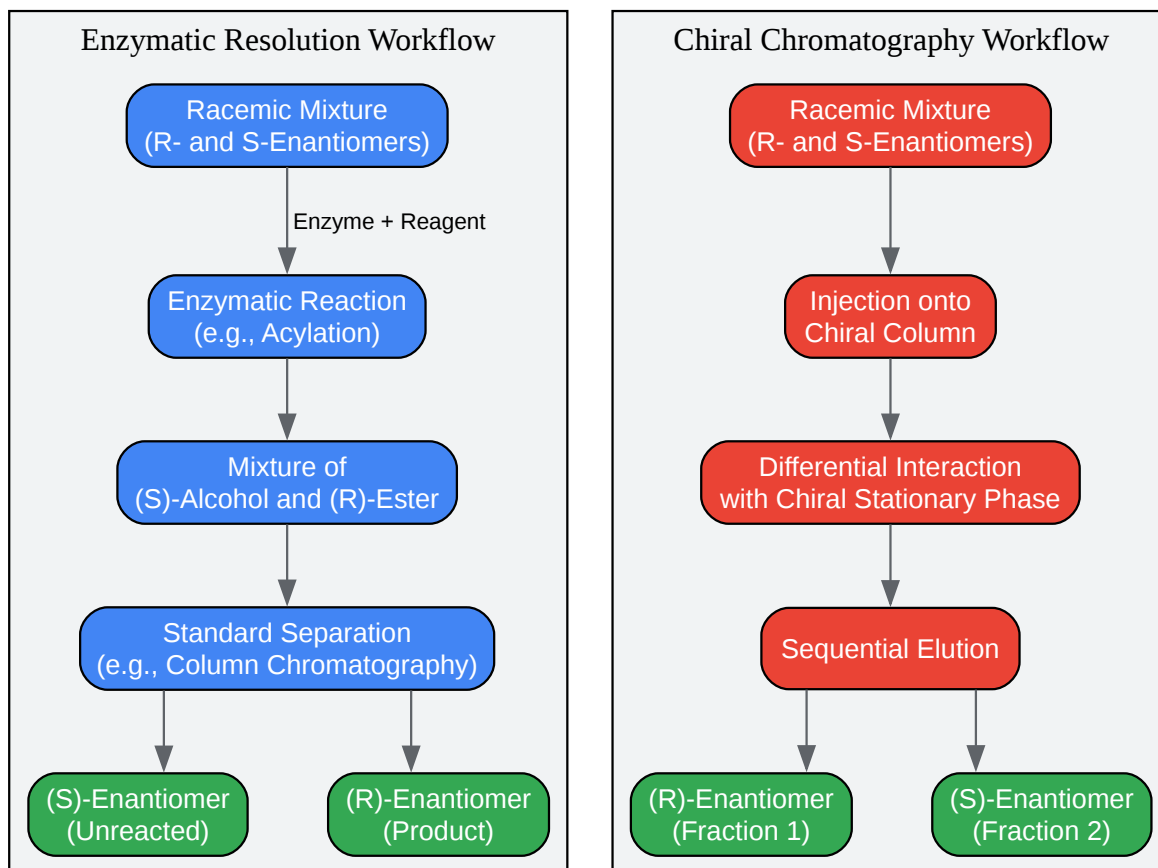 Enzymatic Resolution Workflow
Racemic Mixture
(R- and S-Enantiomers)
Enzyme + Reagent
Enzymatic Reaction
(e.g., Acylation)
Mixture of
(S)-Alcohol and (R)-Ester
Standard Separation
(e.g., Column Chromatography)
(S)-Enantiomer
(Unreacted)
(R)-Enantiomer
(Product)
Chiral Chromatography Workflow
Racemic Mixture
(R- and S-Enantiomers)
Injection onto
Chiral Column
Differential Interaction
with Chiral Stationary Phase
Sequential Elution
(R)-Enantiomer
(Fraction 1)
(S)-Enantiomer
(Fraction 2)